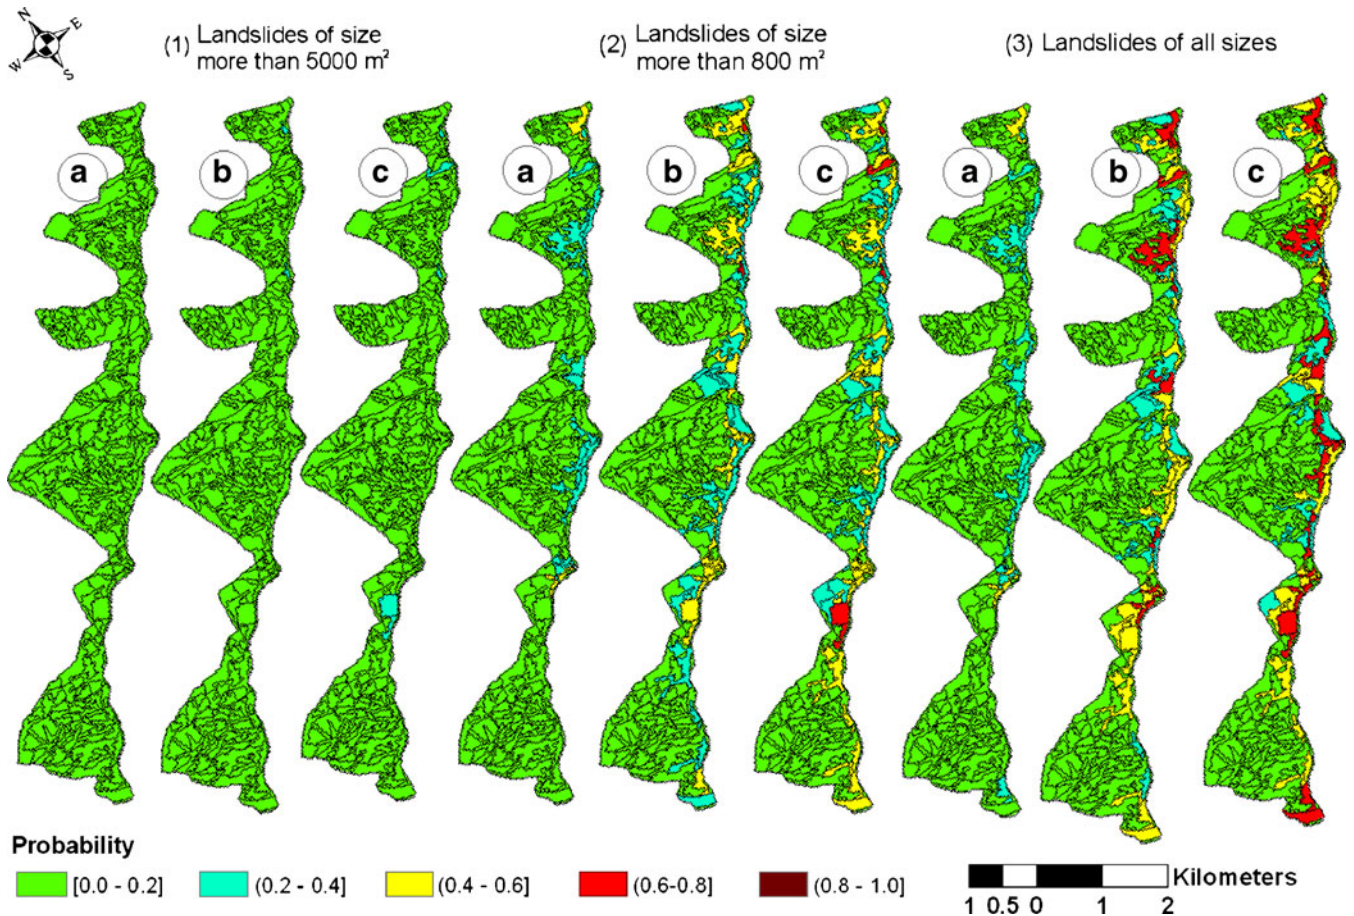 N
E
W
S
(1) Landslides of size
more than 5000 m²
(2) Landslides of size
more than 800 m²
(3) Landslides of all sizes
a b c a b c a b c
Probability
[0.0 - 0.2] (0.2 - 0.4] (0.4 - 0.6] (0.6-0.8] (0.8 - 1.0]
Kilometers
1 0.5 0 1 2